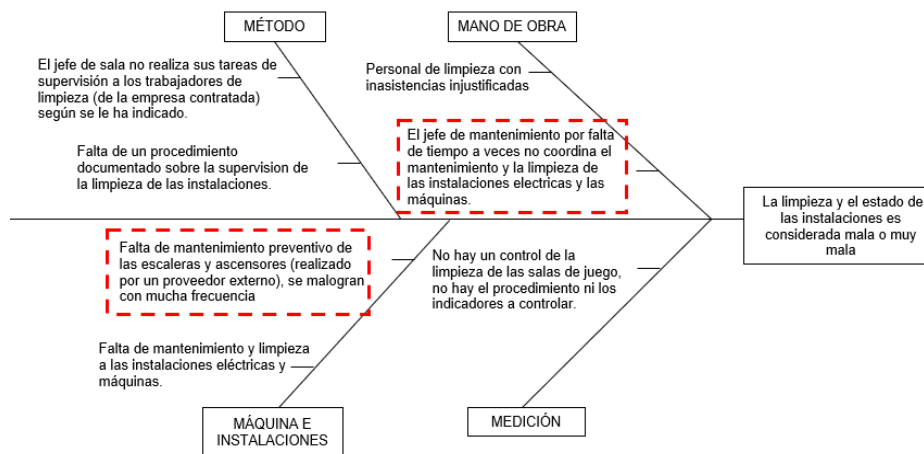 MÉTODO
MANO DE OBRA
El jefe de sala no realiza sus tareas de
supervisión a los trabajadores de
limpieza (de la empresa contratada)
según se le ha indicado.
Personal de limpieza con
inasistencias injustificadas
Falta de un procedimiento
documentado sobre la supervision de
la limpieza de las instalaciones.
El jefe de mantenimiento por falta
de tiempo a veces no coordina el
mantenimiento y la limpieza de
las instalaciones electricas y las
máquinas.
La limpieza y el estado de
las instalaciones es
considerada mala o muy
mala
Falta de mantenimiento preventivo de
las escaleras y ascensores (realizado
por un proveedor externo), se malogran
con mucha frecuencia
No hay un control de la
limpieza de las salas de juego,
no hay el procedimiento ni los
indicadores a controlar.
Falta de mantenimiento y limpieza
a las instalaciones eléctricas y
máquinas.
MÁQUINA E
INSTALACIONES
MEDICIÓN